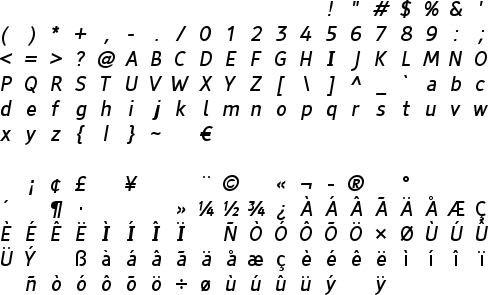 ! " # $ % & '
( ) * + , - . / 0 1 2 3 4 5 6 7 8 9 : ;
< = > ? @ A B C D E F G H I J K L M N O
P Q R S T U V W X Y Z [ \ ] ^ _ ` a b c
d e f g h i j k l m n o p q r s t u v w
x y z { | } ~ €
¡ ¢ £ ¥ ¨ © « ¬ - ® °
´ ¶ · » ¼ ½ ¾ ¿ À Á Â Ã Ä Å Æ Ç
È É Ê Ë Ì Í Î Ï Ñ Ò Ó Ô Õ Ö × Ø Ù Ú Û
Ü Ý ß à á â ã ä å æ ç è é ê ë ì í î ï
ñ ò ó ô õ ö ÷ ø ù ú û ü ý ÿ